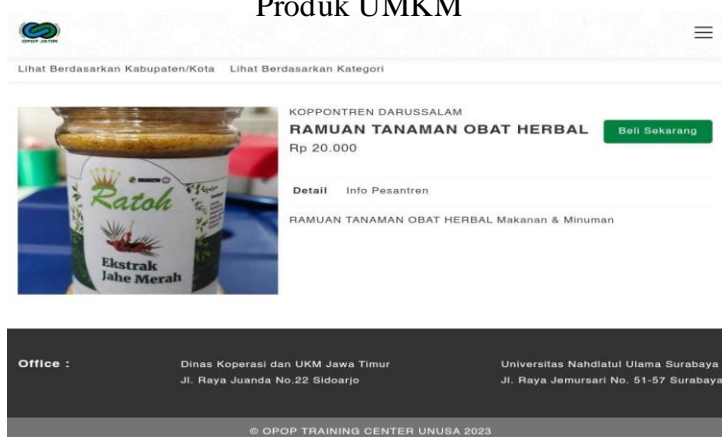 Produk UMKM
OPOP JATIM
Lihat Berdasarkan Kabupaten/Kota Lihat Berdasarkan Kategori
KOPPONTREN DARUSSALAM
RAMUAN TANAMAN OBAT HERBAL
Beli Sekarang
Rp 20.000
Detail Info Pesantren
RAMUAN TANAMAN OBAT HERBAL Makanan & Minuman
Ratoh
Ekstrak
Jahe Merah
Office :
Dinas Koperasi dan UKM Jawa Timur
Jl. Raya Juanda No.22 Sidoarjo
Universitas Nahdlatul Ulama Surabaya
Jl. Raya Jemursari No. 51-57 Surabaya
© OPOP TRAINING CENTER UNUSA 2023